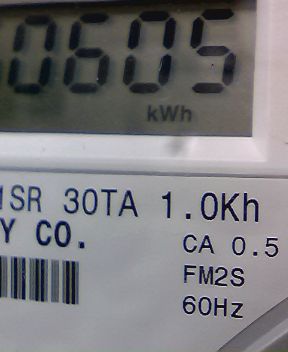 0605
kWh
SR 30TA 1.0Kh
Y CO.
CA 0.5
FM2S
60Hz